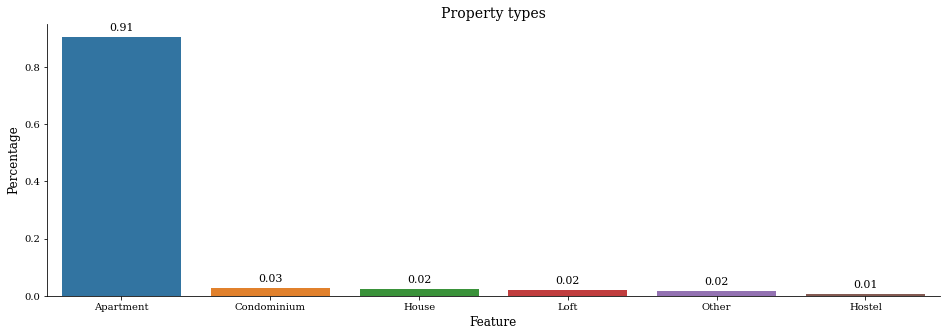 Property types
0.91
0.03
0.02
0.02
0.02
0.01
Percentage
0.8
0.6
0.4
0.2
0.0
Apartment Condominium House Loft Other Hostel
Feature